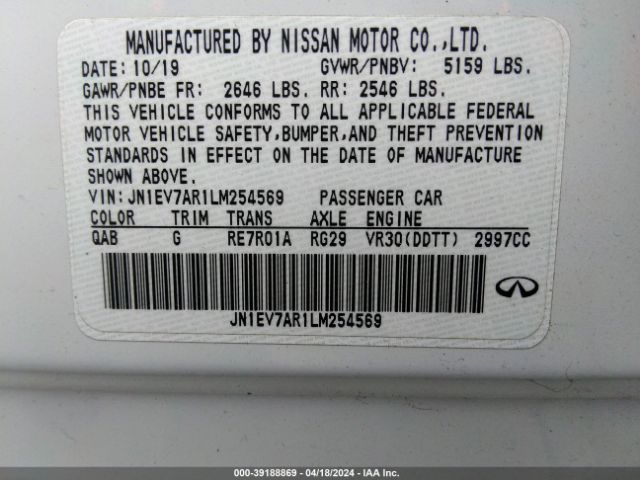 MANUFACTURED BY NISSAN MOTOR CO.,LTD.
DATE: 10/19 GVWR/PNBV: 5159 LBS.
GAWR/PNBE FR: 2646 LBS. RR: 2546 LBS.
THIS VEHICLE CONFORMS TO ALL APPLICABLE FEDERAL
MOTOR VEHICLE SAFETY,BUMPER,AND THEFT PREVENTION
STANDARDS IN EFFECT ON THE DATE OF MANUFACTURE
SHOWN ABOVE.
VIN:JN1EV7AR1LM254569 PASSENGER CAR
COLOR TRIM TRANS AXLE ENGINE
QAB G RE7R01A RG29 VR30(DDTT) 2997CC
JN1EV7AR1LM254569
000-39188869 - 04/18/2024 - IAA Inc.